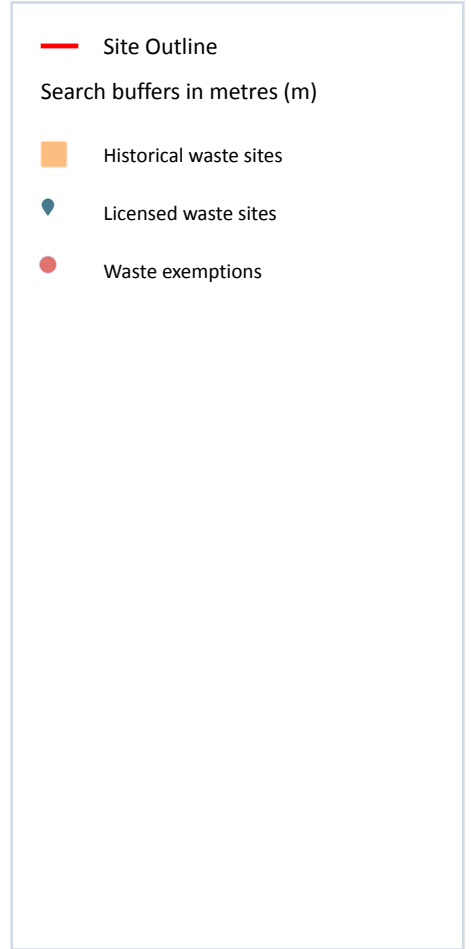 Site Outline
Search buffers in metres (m)
Historical waste sites
Licensed waste sites
Waste exemptions